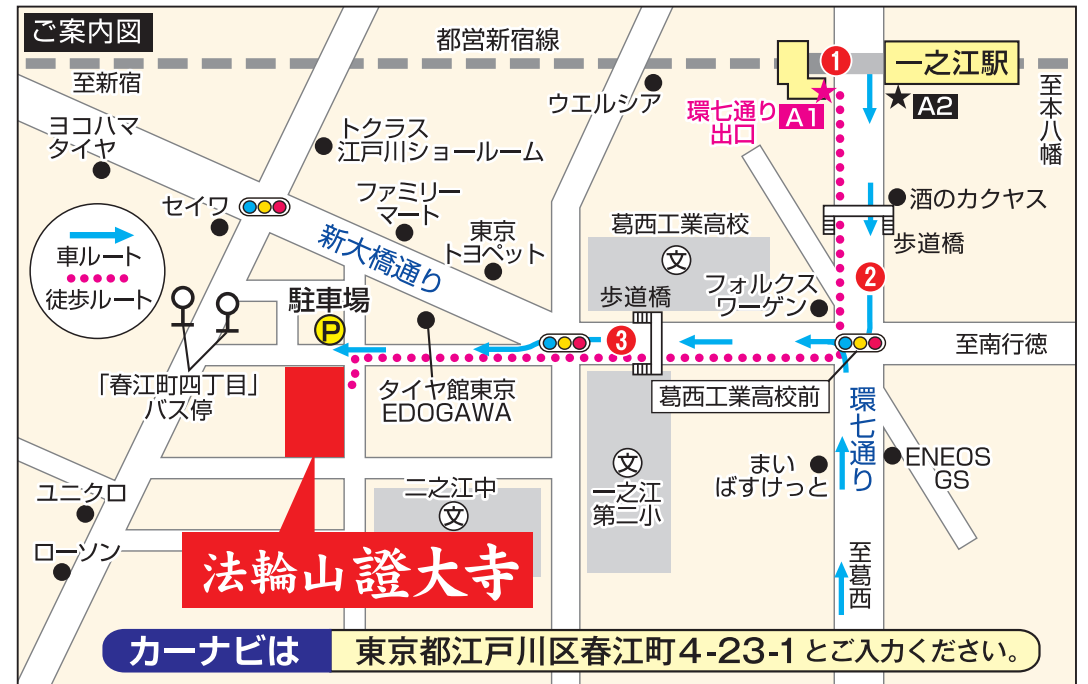 ご案内図
都営新宿線
至新宿
ウエルシア
1
一之江駅
環七通り
出口
A1
A2
至本八幡
ヨコハマ
タイヤ
トクラス
江戸川ショールーム
セイワ
ファミリー
マート
東京
トヨペット
新大橋通り
葛西工業高校
文
酒のカクヤス
歩道橋
車ルート
徒歩ルート
2
フォルクス
ワーゲン
歩道橋
駐車場
P
3
至南行徳
「春江町四丁目」
バス停
タイヤ館東京
EDOGAWA
葛西工業高校前
環七通り
まい
ばすけっと
ENEOS
GS
文
一之江
第二小
二之江中
文
ユニクロ
ローソン
法輪山證大寺
至葛西
カーナビは
東京都江戸川区春江町4-23-1とご入力ください。